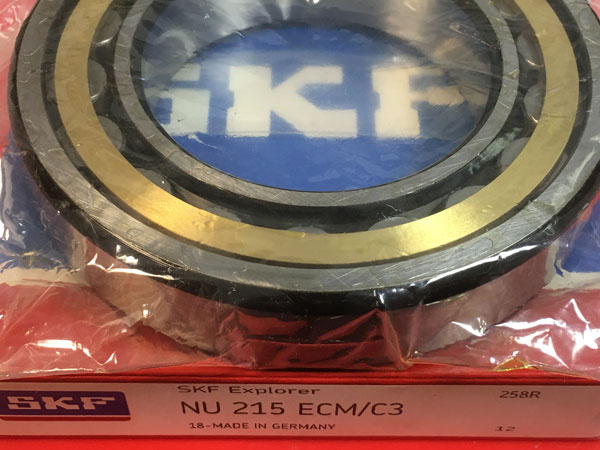 SKF
SKF
SKF Explorer
258R
NU 215 ECM/C3
18-MADE IN GERMANY
12